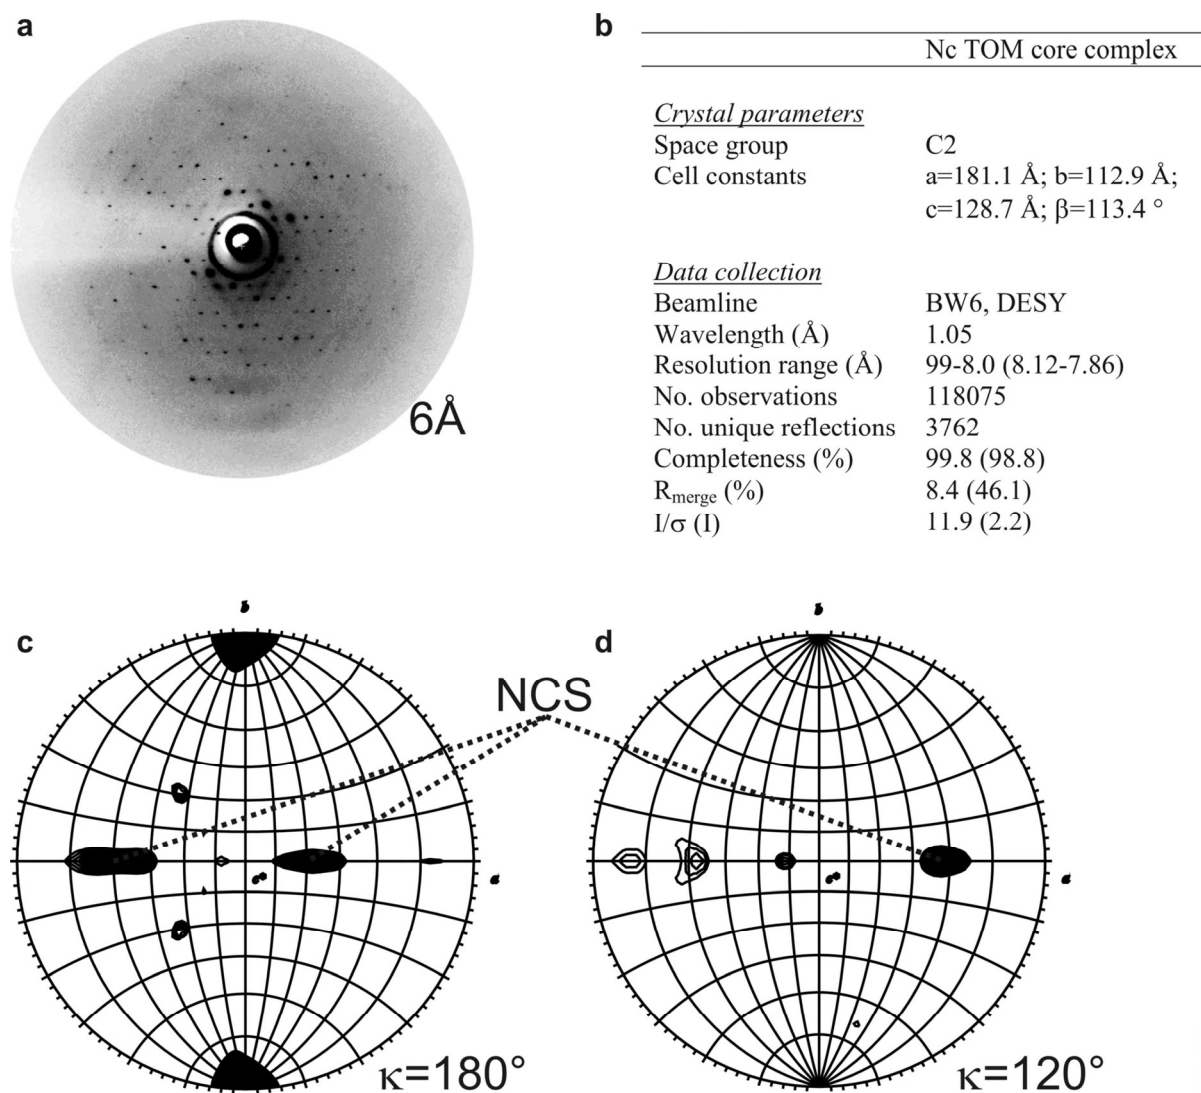 a
6Å
b
Nc TOM core complex
Crystal parameters
Space group C2
Cell constants a=181.1 Å; b=112.9 Å;
c=128.7 Å; β=113.4 °
Data collection
Beamline BW6, DESY
Wavelength (Å) 1.05
Resolution range (Å) 99-8.0 (8.12-7.86)
No. observations 118075
No. unique reflections 3762
Completeness (%) 99.8 (98.8)
Rmerge (%) 8.4 (46.1)
I/σ (I) 11.9 (2.2)
c
b
a
κ=180°
NCS
d
b
a
κ=120°